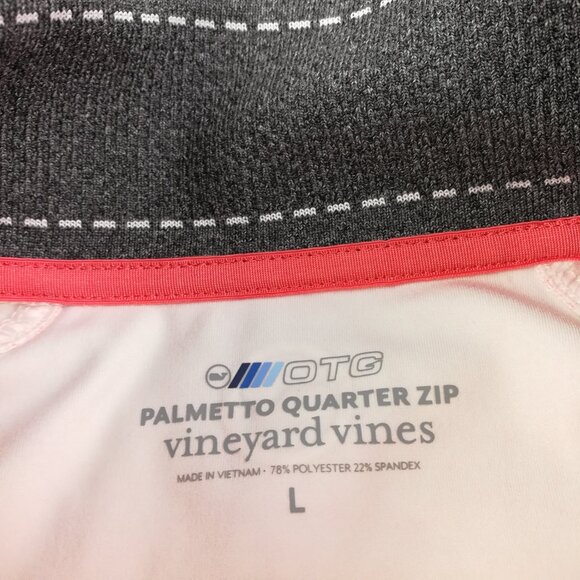 OTG
PALMETTO QUARTER ZIP
vineyard vines
MADE IN VIETNAM · 78% POLYESTER 22% SPANDEX
L